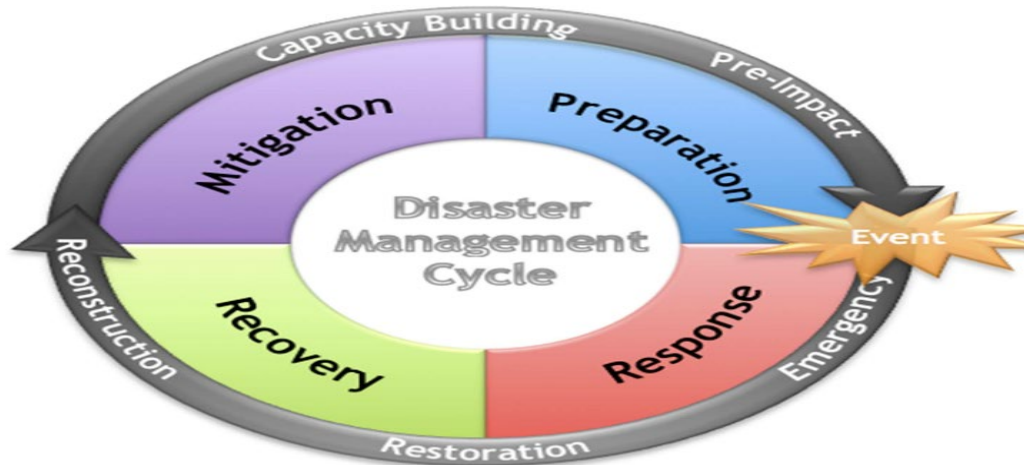 Capacity Building
Pre-Impact
Mitigation
Preparation
Disaster
Management
Cycle
Event
Reconstruction
Recovery
Response
Emergency
Restoration